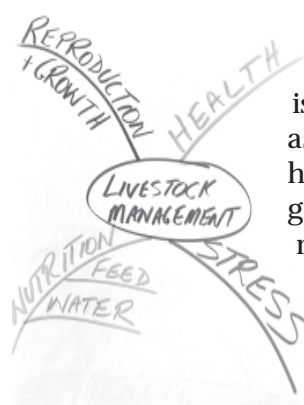 REPRODUCTION
+ GROWTH
HEALTH
LIVESTOCK
MANAGEMENT
NUTRITION
FEED
WATER
STRESS
is